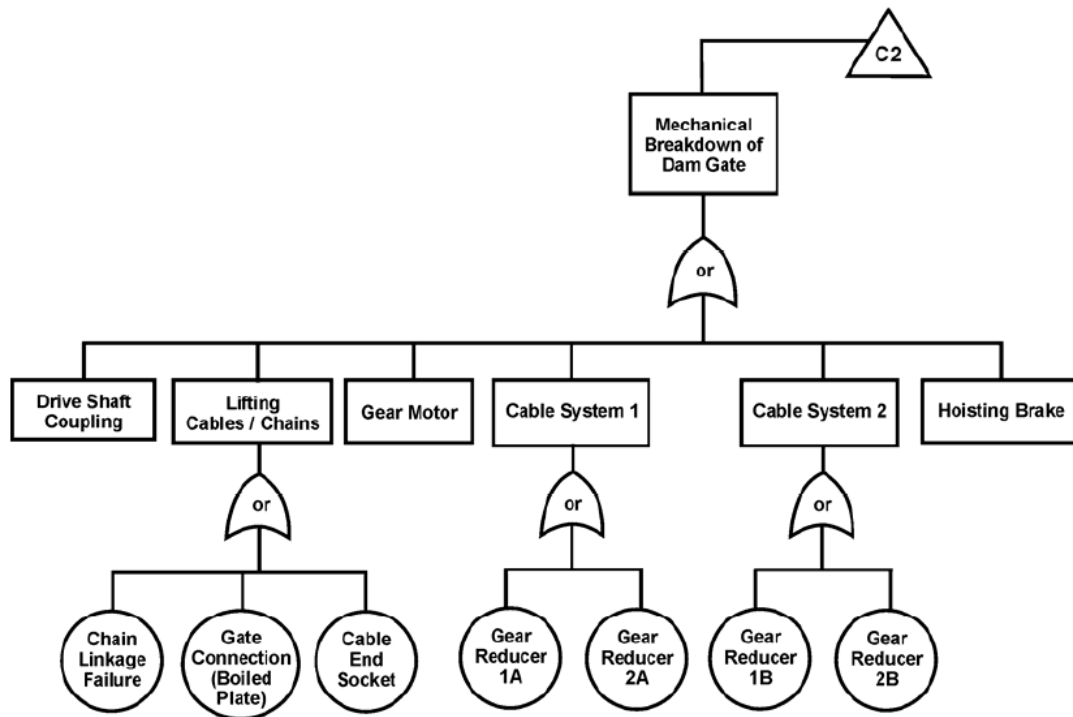 C2
Mechanical
Breakdown of
Dam Gate
or
Drive Shaft
Coupling
Lifting
Cables / Chains
Gear Motor
Cable System 1
Cable System 2
Hoisting Brake
or
or
or
Chain
Linkage
Failure
Gate
Connection
(Boiled
Plate)
Cable
End
Socket
Gear
Reducer
1A
Gear
Reducer
2A
Gear
Reducer
1B
Gear
Reducer
2B